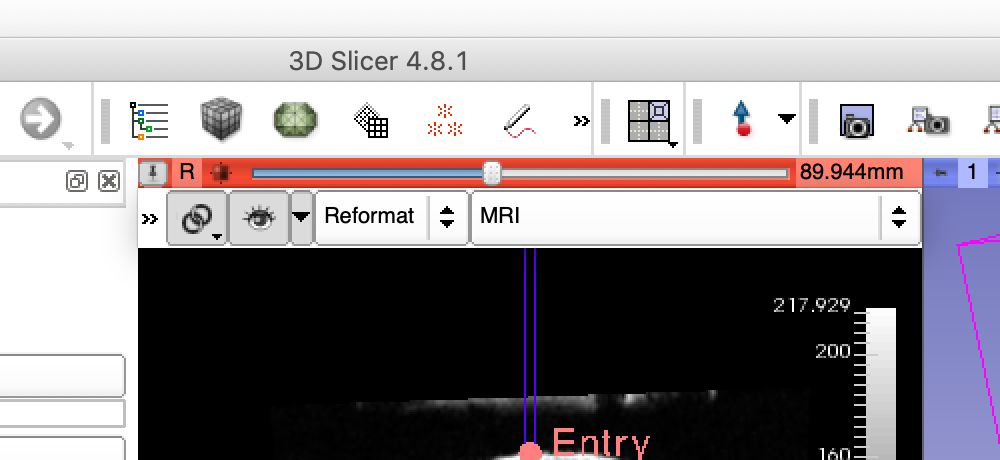 3D Slicer 4.8.1
R 89.944mm 1
Reformat MRI
217.929
200
Entry
160